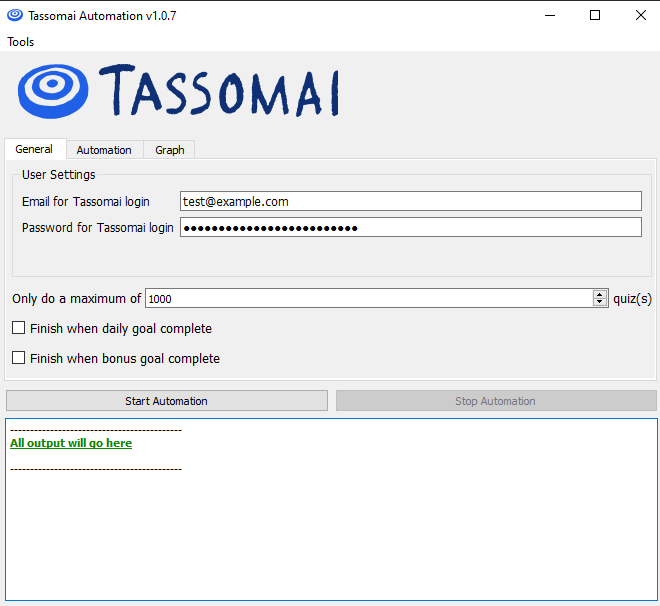 Tassomai Automation v1.0.7
Tools
TASSOMAI
General Automation Graph
User Settings
Email for Tassomai login test@example.com
Password for Tassomai login ●●●●●●●●●●●●●●●●●●●●●●●●●
Only do a maximum of 1000 quiz(s)
Finish when daily goal complete
Finish when bonus goal complete
Start Automation Stop Automation
-------------------------------------------
All output will go here
-------------------------------------------